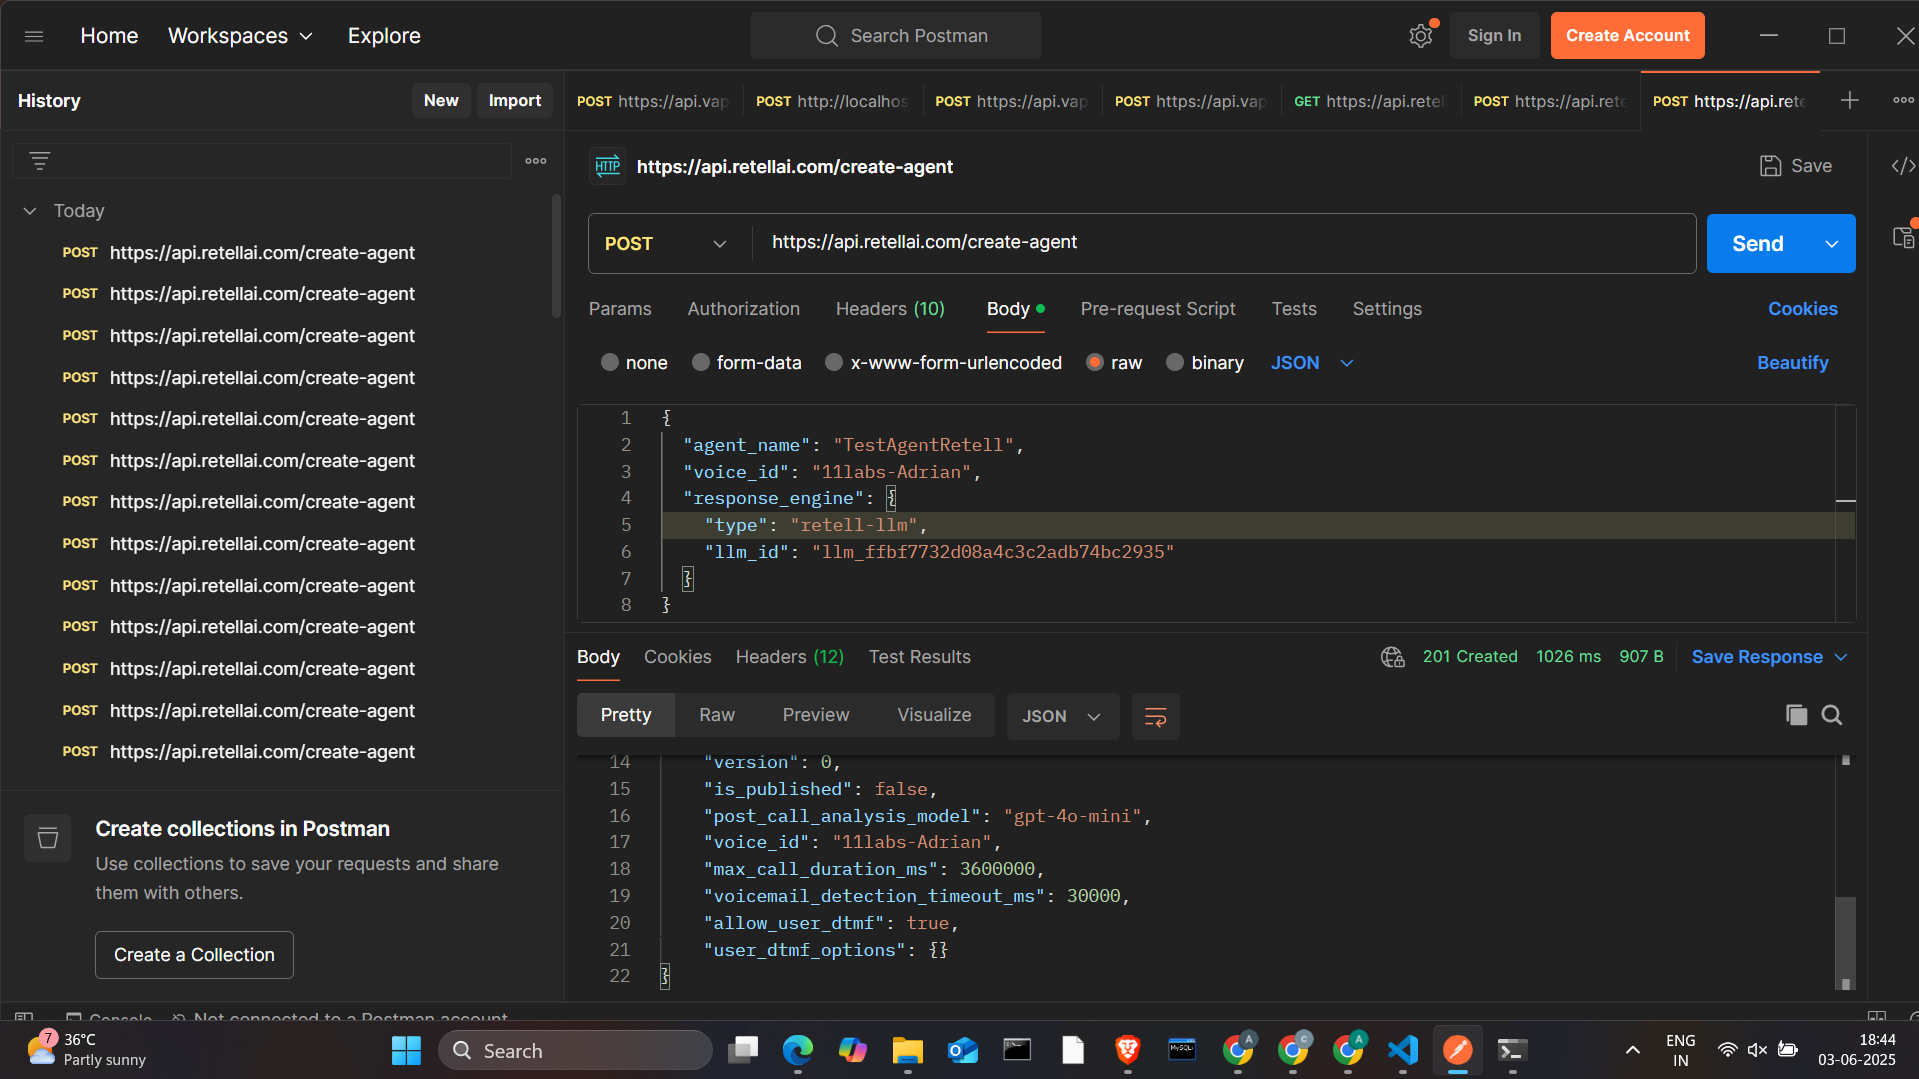 Home
Workspaces
Explore
Search Postman
Sign In
Create Account
History
New
Import
POST https://api.vap
POST http://localhos
POST https://api.vap
POST https://api.vap
GET https://api.retell
POST https://api.rete
POST https://api.rete
https://api.retellai.com/create-agent
Save
Today
POST https://api.retellai.com/create-agent
POST https://api.retellai.com/create-agent
POST https://api.retellai.com/create-agent
POST https://api.retellai.com/create-agent
POST https://api.retellai.com/create-agent
POST https://api.retellai.com/create-agent
POST https://api.retellai.com/create-agent
POST https://api.retellai.com/create-agent
POST https://api.retellai.com/create-agent
POST https://api.retellai.com/create-agent
POST https://api.retellai.com/create-agent
POST https://api.retellai.com/create-agent
POST https://api.retellai.com/create-agent
Create collections in Postman
Use collections to save your requests and share
them with others.
Create a Collection
POST
https://api.retellai.com/create-agent
Send
Params
Authorization
Headers (10)
Body
Pre-request Script
Tests
Settings
Cookies
none
form-data
x-www-form-urlencoded
raw
binary
JSON
Beautify
1 {
2 "agent_name": "TestAgentRetell",
3 "voice_id": "11labs-Adrian",
4 "response_engine": {
5 "type": "retell-llm",
6 "llm_id": "llm_ffbf7732d08a4c3c2adb74bc2935"
7 }
8 }
Body
Cookies
Headers (12)
Test Results
201 Created
1026 ms
907 B
Save Response
Pretty
Raw
Preview
Visualize
JSON
14 "version": 0,
15 "is_published": false,
16 "post_call_analysis_model": "gpt-4o-mini",
17 "voice_id": "11labs-Adrian",
18 "max_call_duration_ms": 3600000,
19 "voicemail_detection_timeout_ms": 30000,
20 "allow_user_dtmf": true,
21 "user_dtmf_options": {}
22 }
Console
Not connected to a Postman account
7
36°C
Partly sunny
Search
MySQL
A
C
A
ENG
IN
18:44
03-06-2025